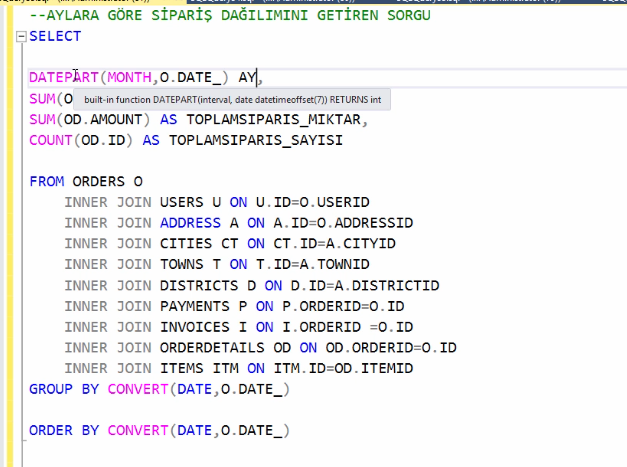 --AYLARA GÖRE SİPARİŞ DAĞILIMINI GETİREN SORGU
SELECT
DATEPART(MONTH,O.DATE_) AY,
SUM(O
built-in function DATEPART(interval, date datetimeoffset(7)) RETURNS int
SUM(OD.AMOUNT) AS TOPLAMSIPARIS_MIKTAR,
COUNT(OD.ID) AS TOPLAMSIPARIS_SAYISI
FROM ORDERS O
INNER JOIN USERS U ON U.ID=O.USERID
INNER JOIN ADDRESS A ON A.ID=O.ADDRESSID
INNER JOIN CITIES CT ON CT.ID=A.CITYID
INNER JOIN TOWNS T ON T.ID=A.TOWNID
INNER JOIN DISTRICTS D ON D.ID=A.DISTRICTID
INNER JOIN PAYMENTS P ON P.ORDERID=O.ID
INNER JOIN INVOICES I ON I.ORDERID =O.ID
INNER JOIN ORDERDETAILS OD ON OD.ORDERID=O.ID
INNER JOIN ITEMS ITM ON ITM.ID=OD.ITEMID
GROUP BY CONVERT(DATE,O.DATE_)
ORDER BY CONVERT(DATE,O.DATE_)